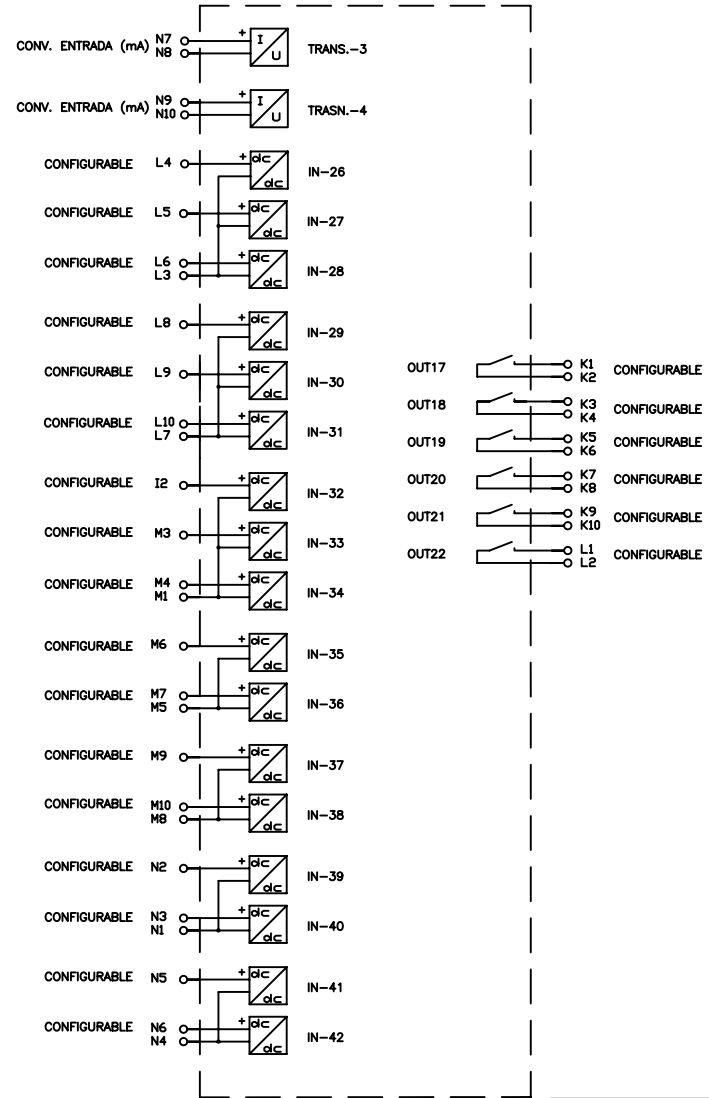 CONV. ENTRADA (mA) N7 + I U TRANS.-3
N8
CONV. ENTRADA (mA) N9 + I U TRASN.-4
N10
CONFIGURABLE L4 + dc dc IN-26
CONFIGURABLE L5 + dc dc IN-27
CONFIGURABLE L6 + dc dc IN-28
L3
CONFIGURABLE L8 + dc dc IN-29
CONFIGURABLE L9 + dc dc IN-30
CONFIGURABLE L10 + dc dc IN-31
L7
CONFIGURABLE I2 + dc dc IN-32
CONFIGURABLE M3 + dc dc IN-33
CONFIGURABLE M4 + dc dc IN-34
M1
CONFIGURABLE M6 + dc dc IN-35
CONFIGURABLE M7 + dc dc IN-36
M5
CONFIGURABLE M9 + dc dc IN-37
CONFIGURABLE M10 + dc dc IN-38
M8
CONFIGURABLE N2 + dc dc IN-39
CONFIGURABLE N3 + dc dc IN-40
N1
CONFIGURABLE N5 + dc dc IN-41
CONFIGURABLE N6 + dc dc IN-42
N4
OUT17 K1 CONFIGURABLE
K2
OUT18 K3 CONFIGURABLE
K4
OUT19 K5 CONFIGURABLE
K6
OUT20 K7 CONFIGURABLE
K8
OUT21 K9 CONFIGURABLE
K10
OUT22 L1 CONFIGURABLE
L2